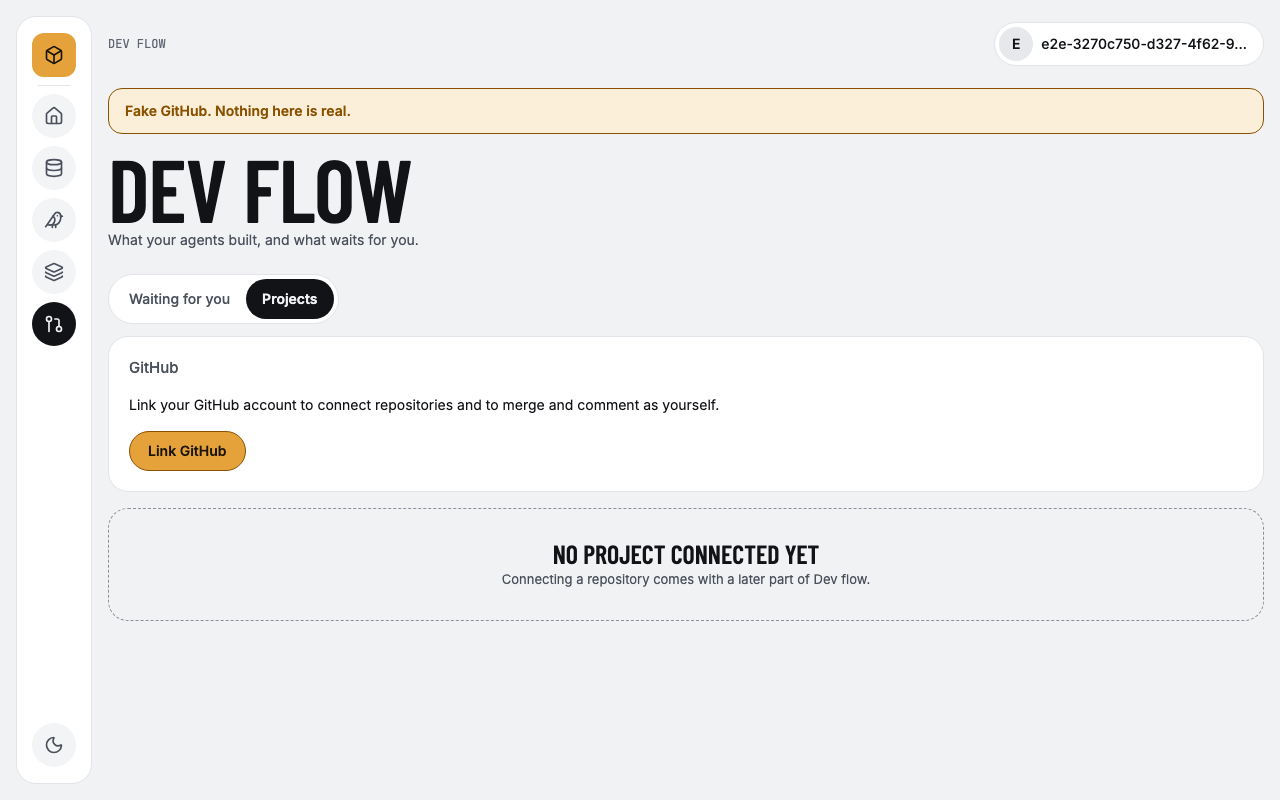 DEV FLOW
E
e2e-3270c750-d327-4f62-9...
Fake GitHub. Nothing here is real.
DEV FLOW
What your agents built, and what waits for you.
Waiting for you
Projects
GitHub
Link your GitHub account to connect repositories and to merge and comment as yourself.
Link GitHub
NO PROJECT CONNECTED YET
Connecting a repository comes with a later part of Dev flow.